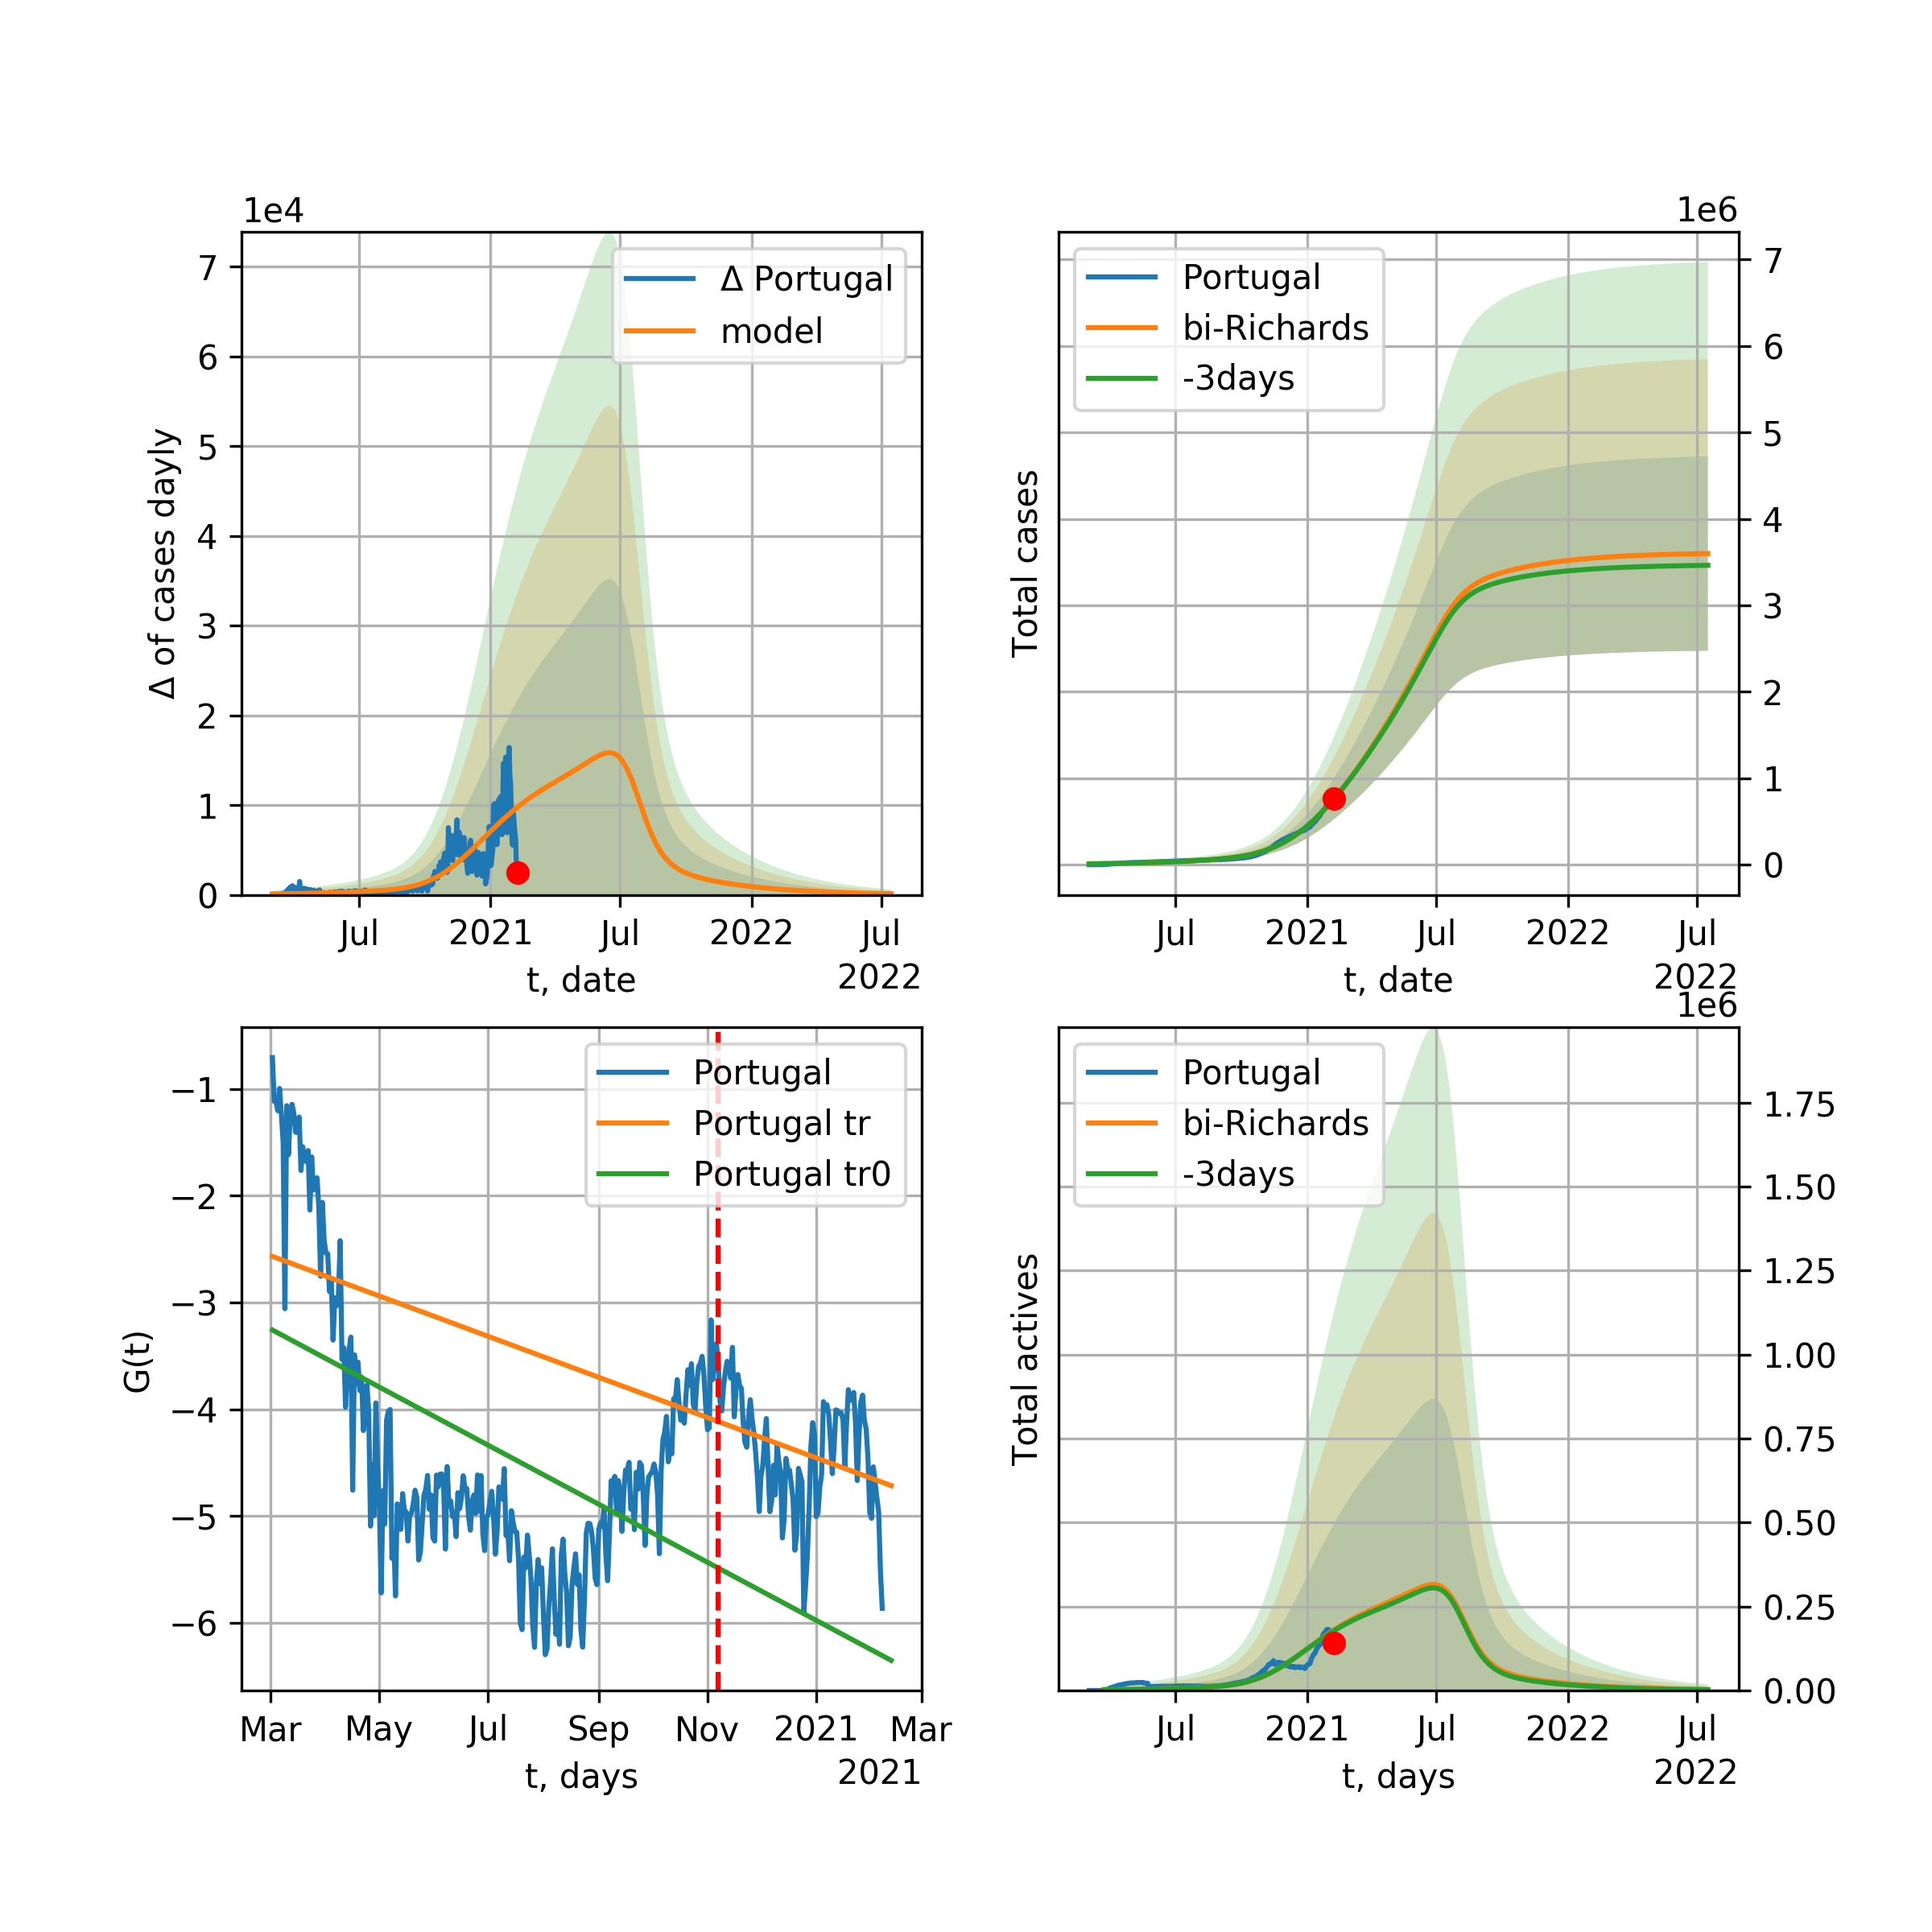 1e4
Δ of cases dayly
7
6
5
4
3
2
1
0
Δ Portugal
model
Jul
2021
Jul
2022
Jul
t, date
2022
1e6
Total cases
Portugal
bi-Richards
-3days
7
6
5
4
3
2
1
0
Jul
2021
Jul
2022
Jul
t, date
2022
G(t)
−1
−2
−3
−4
−5
−6
Portugal
Portugal tr
Portugal tr0
Mar
May
Jul
Sep
Nov
2021
Mar
t, days
2021
1e6
Total actives
Portugal
bi-Richards
-3days
1.75
1.50
1.25
1.00
0.75
0.50
0.25
0.00
Jul
2021
Jul
2022
Jul
t, days
2022